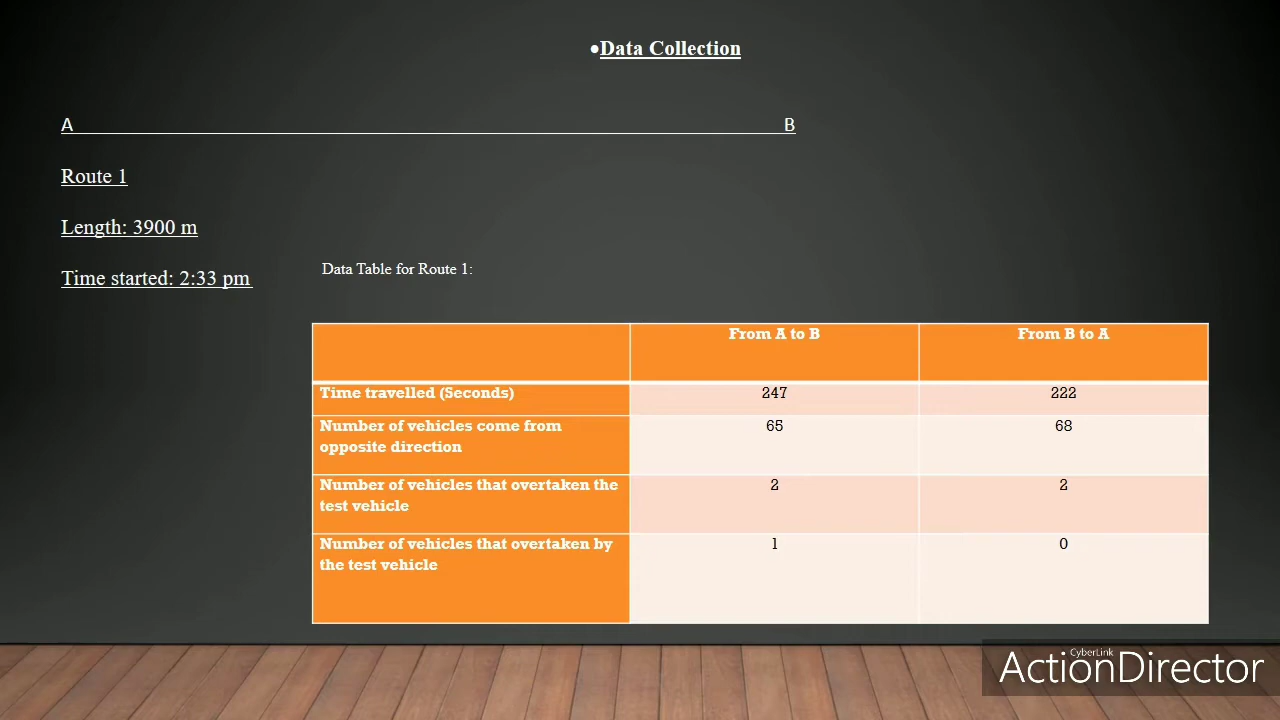 •Data Collection
A B
Route 1
Length: 3900 m
Time started: 2:33 pm
Data Table for Route 1:
From A to B From B to A
Time travelled (Seconds) 247 222
Number of vehicles come from
opposite direction 65 68
Number of vehicles that overtaken the
test vehicle 2 2
Number of vehicles that overtaken by
the test vehicle 1 0
CyberLink
ActionDirector